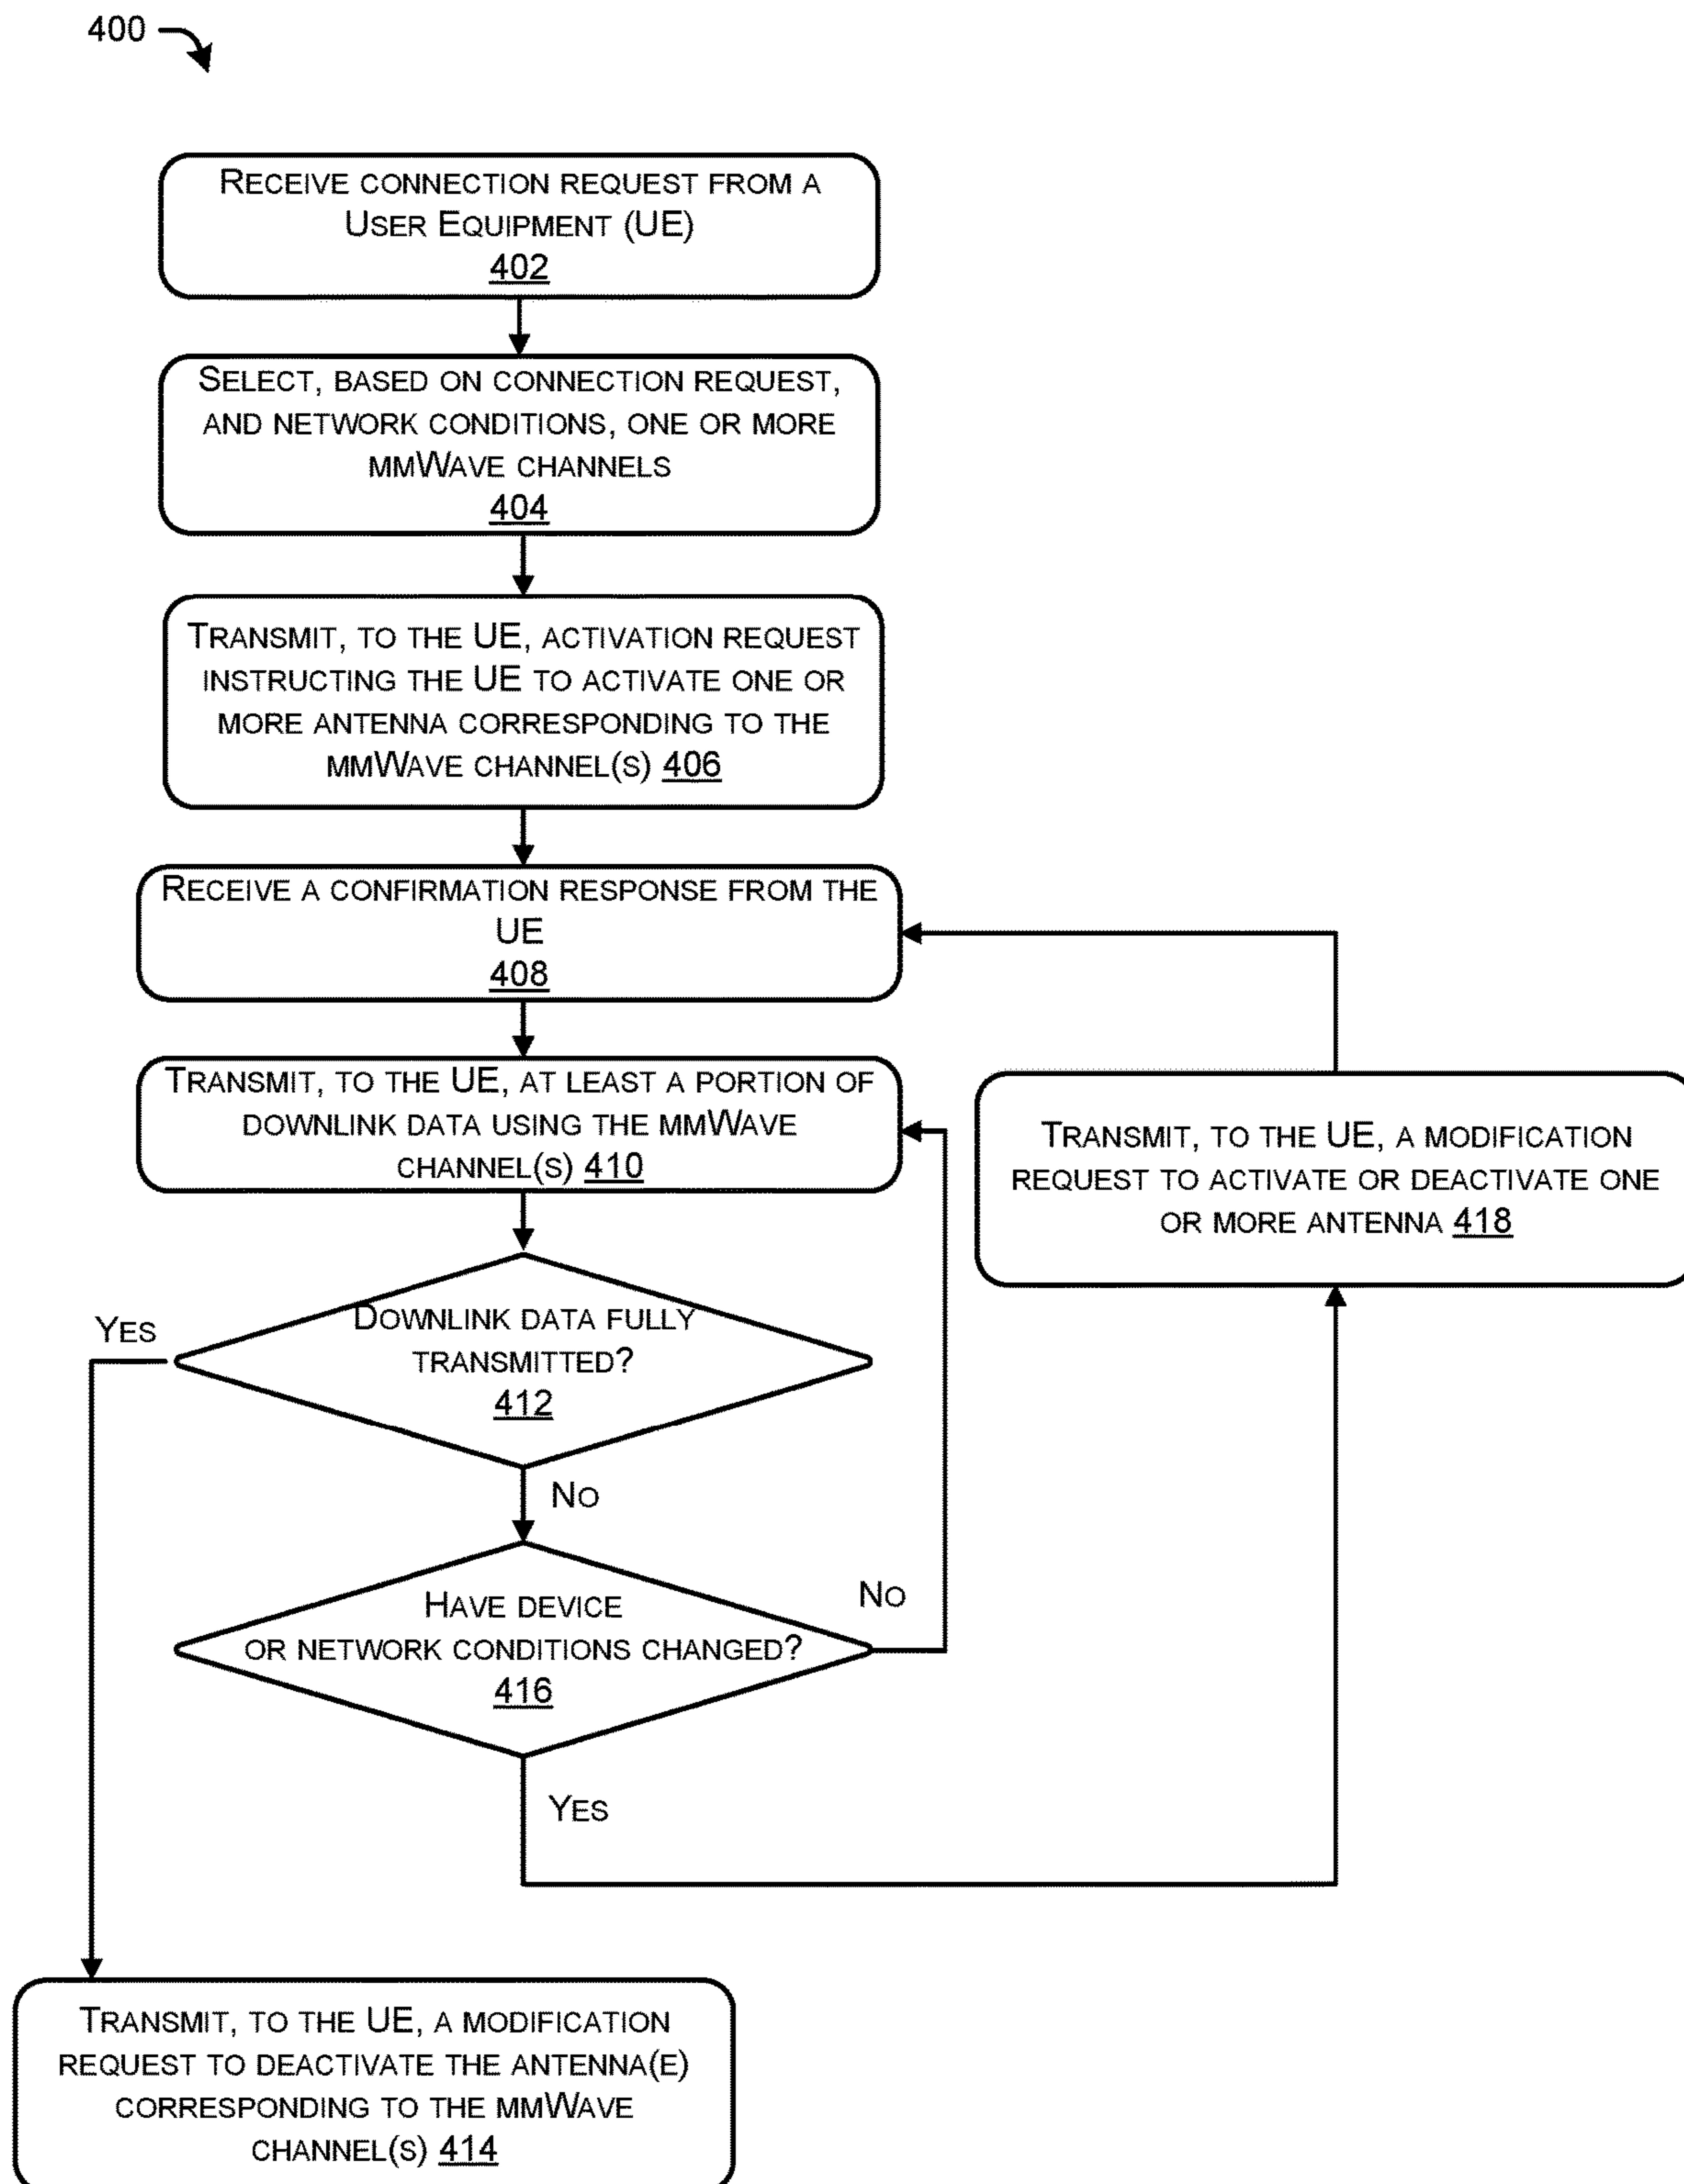 400
RECEIVE CONNECTION REQUEST FROM A
USER EQUIPMENT (UE)
402
SELECT, BASED ON CONNECTION REQUEST,
AND NETWORK CONDITIONS, ONE OR MORE
MMWAVE CHANNELS
404
TRANSMIT, TO THE UE, ACTIVATION REQUEST
INSTRUCTING THE UE TO ACTIVATE ONE OR
MORE ANTENNA CORRESPONDING TO THE
MMWAVE CHANNEL(S) 406
RECEIVE A CONFIRMATION RESPONSE FROM THE
UE
408
TRANSMIT, TO THE UE, AT LEAST A PORTION OF
DOWNLINK DATA USING THE MMWAVE
CHANNEL(S) 410
TRANSMIT, TO THE UE, A MODIFICATION
REQUEST TO ACTIVATE OR DEACTIVATE ONE
OR MORE ANTENNA 418
DOWNLINK DATA FULLY
TRANSMITTED?
412
YES
NO
HAVE DEVICE
OR NETWORK CONDITIONS CHANGED?
416
NO
YES
TRANSMIT, TO THE UE, A MODIFICATION
REQUEST TO DEACTIVATE THE ANTENNA(E)
CORRESPONDING TO THE MMWAVE
CHANNEL(S) 414